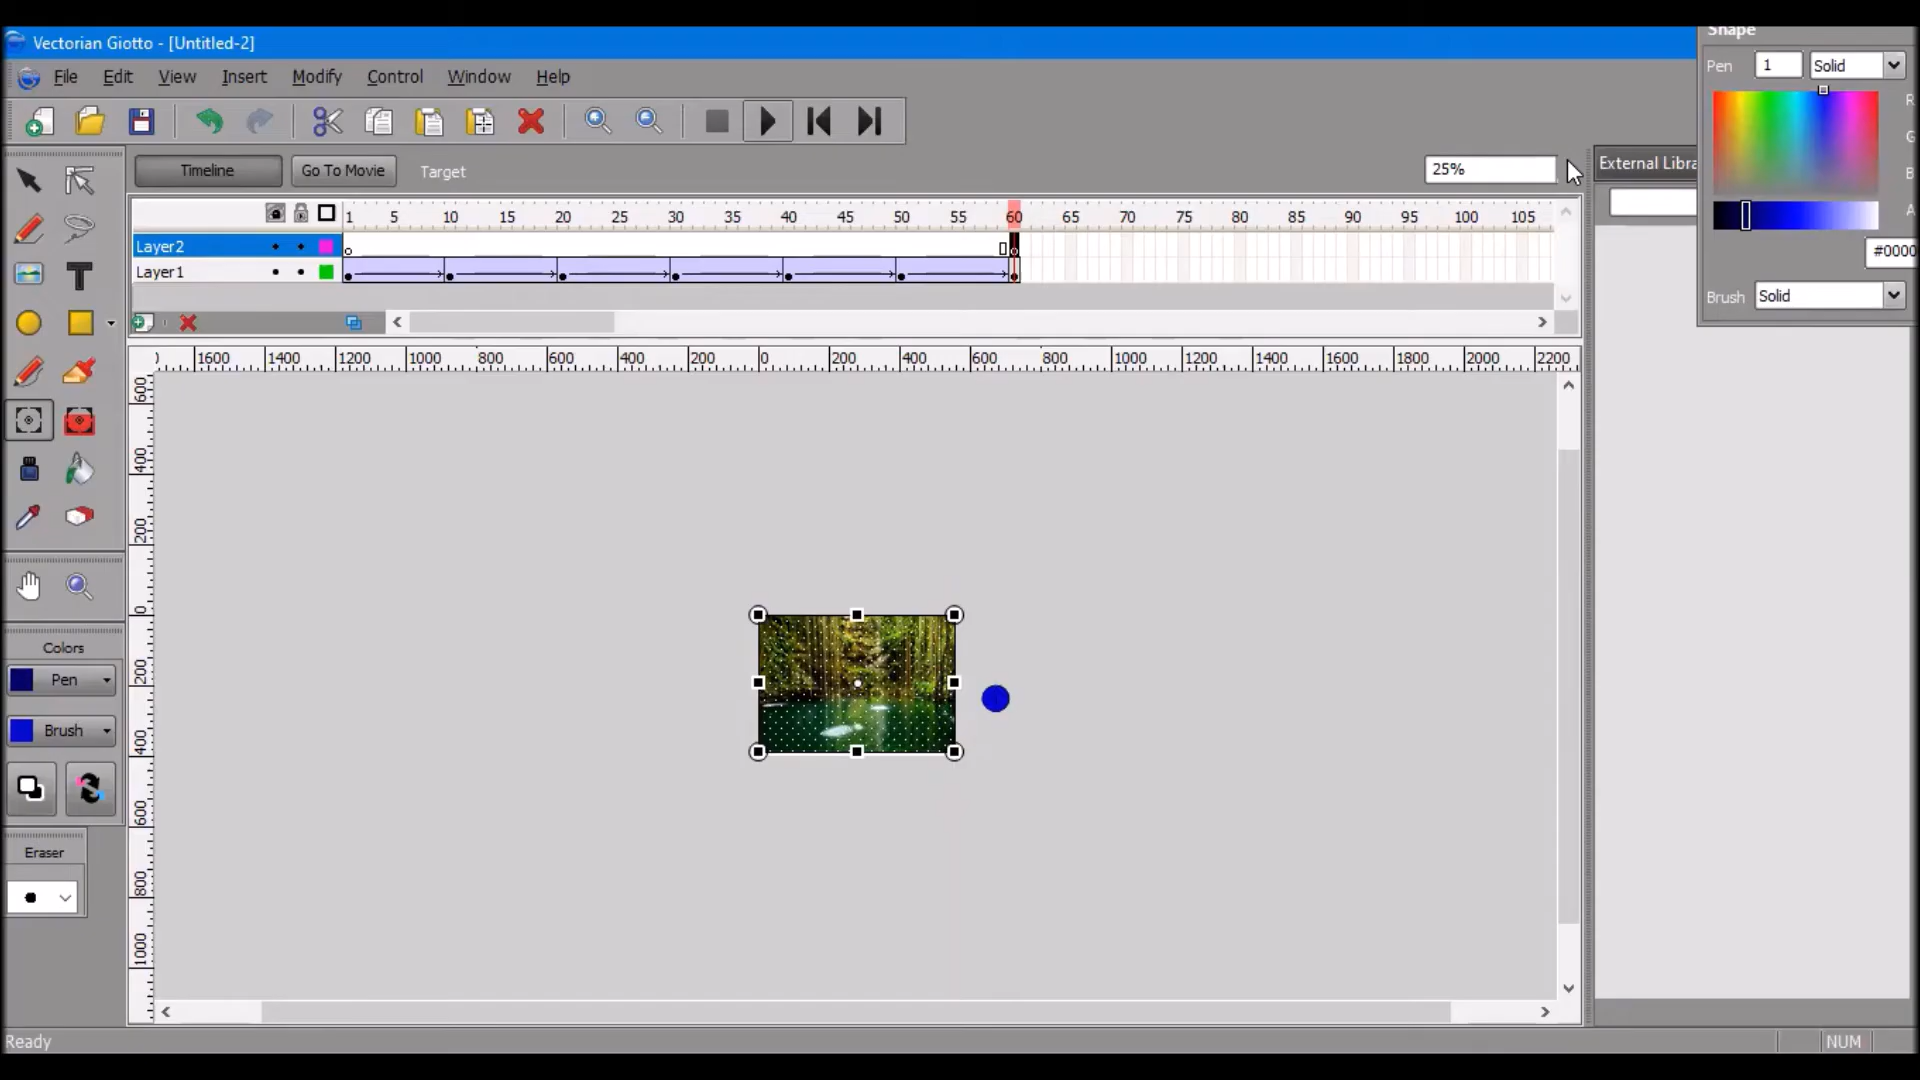 Vectorian Giotto - [Untitled-2]
Shape
File Edit View Insert Modify Control Window Help
Pen 1 Solid
Timeline Go To Movie Target 25% External Libra
1 5 10 15 20 25 30 35 40 45 50 55 60 65 70 75 80 85 90 95 100 105
Layer2
Layer1
#0000
Brush Solid
1600 1400 1200 1000 800 600 400 200 0 200 400 600 800 1000 1200 1400 1600 1800 2000 2200
600
400
200
0
200
400
600
800
1000
Colors
Pen
Brush
Eraser
Ready
NUM